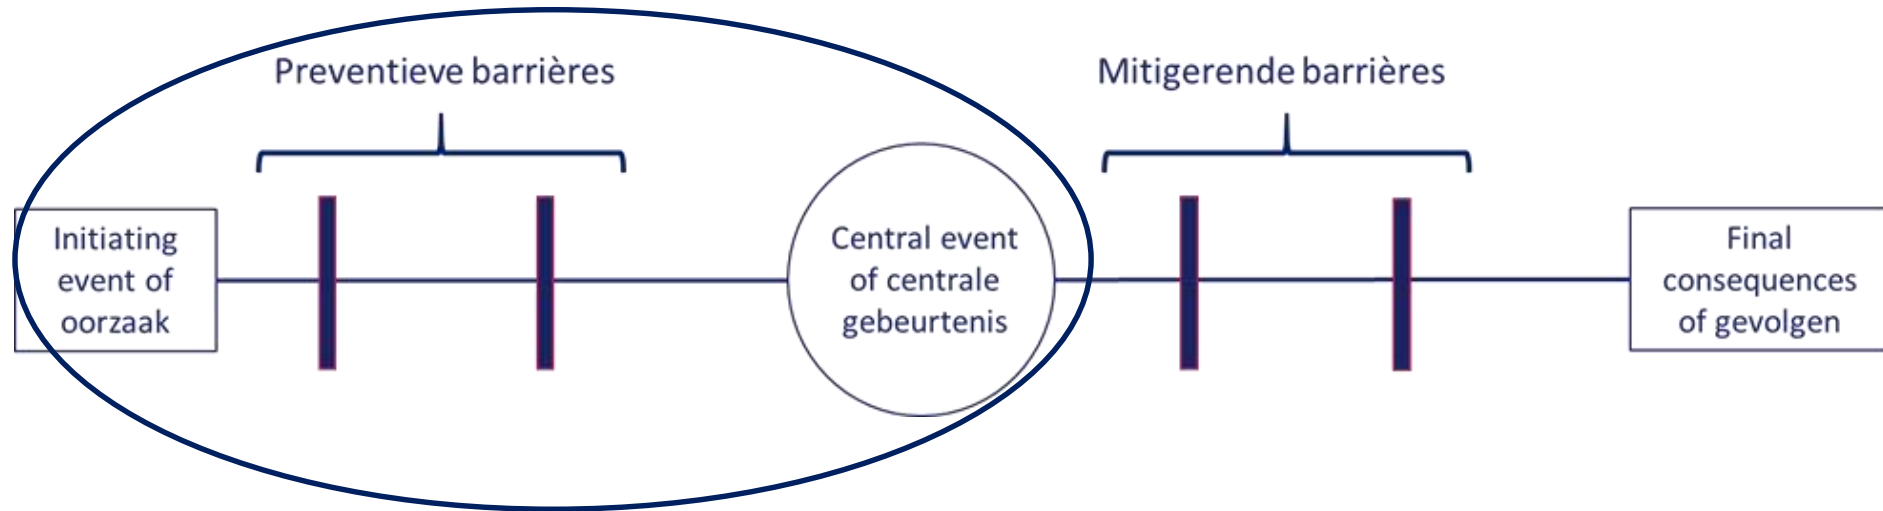 Preventieve barrières
Mitigerende barrières
Initiating
event of
oorzaak
Central event
of centrale
gebeurtenis
Final
consequences
of gevolgen